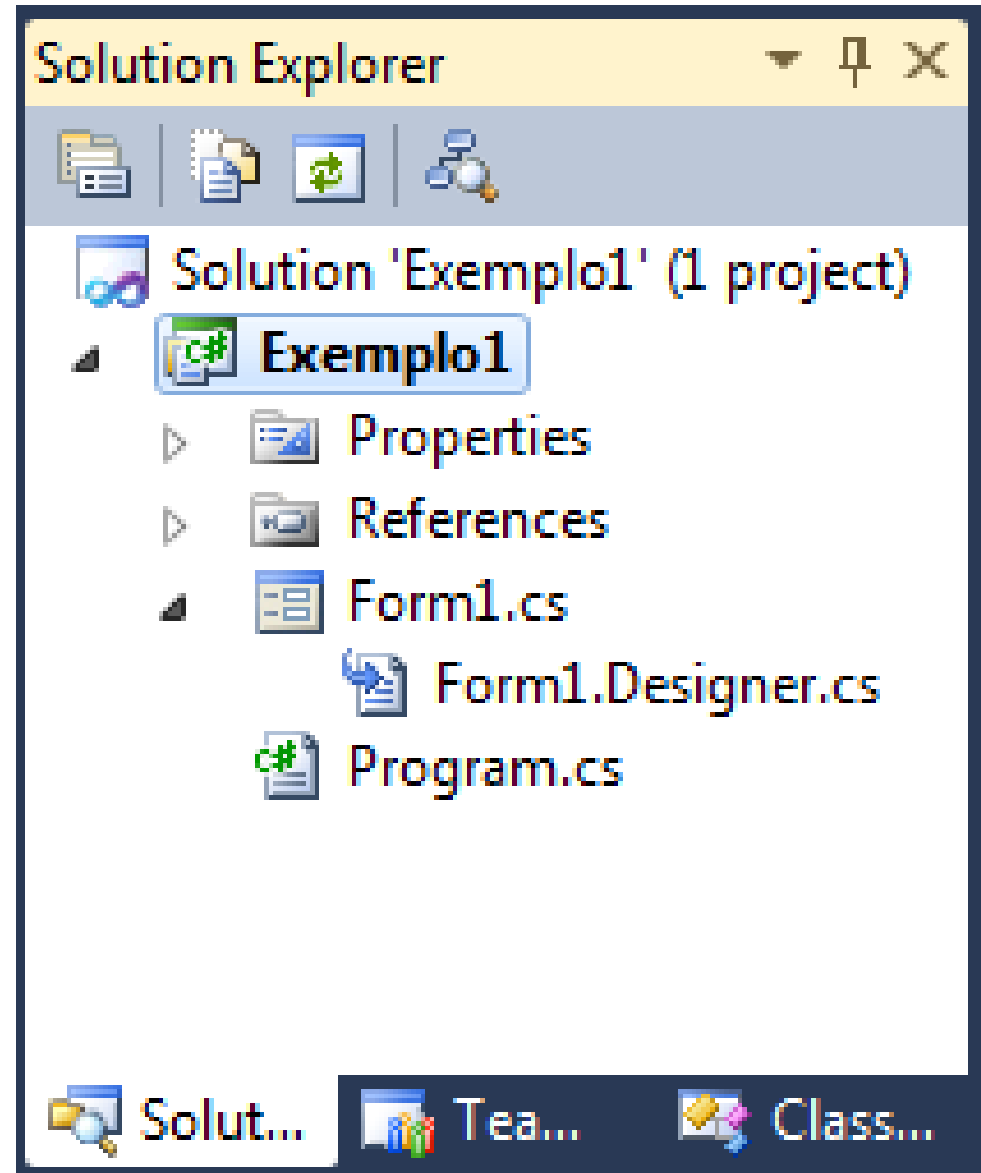 Solution Explorer
Solution 'Exemplo1' (1 project)
C# Exemplo1
Properties
References
Form1.cs
Form1.Designer.cs
C# Program.cs
Solut... Tea... Class...